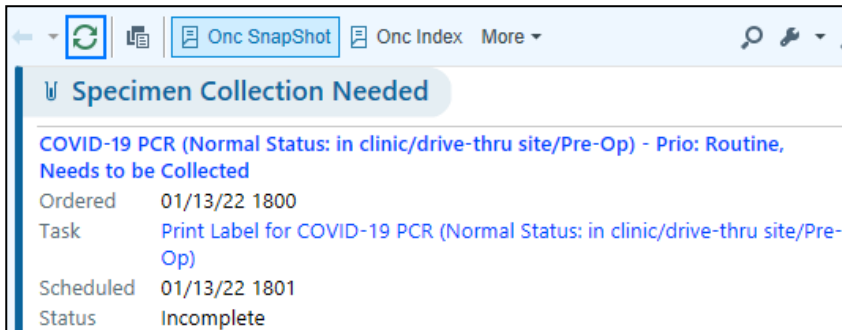 Onc SnapShot Onc Index More
Specimen Collection Needed
COVID-19 PCR (Normal Status: in clinic/drive-thru site/Pre-Op) - Prio: Routine,
Needs to be Collected
Ordered 01/13/22 1800
Task Print Label for COVID-19 PCR (Normal Status: in clinic/drive-thru site/Pre-
Op)
Scheduled 01/13/22 1801
Status Incomplete